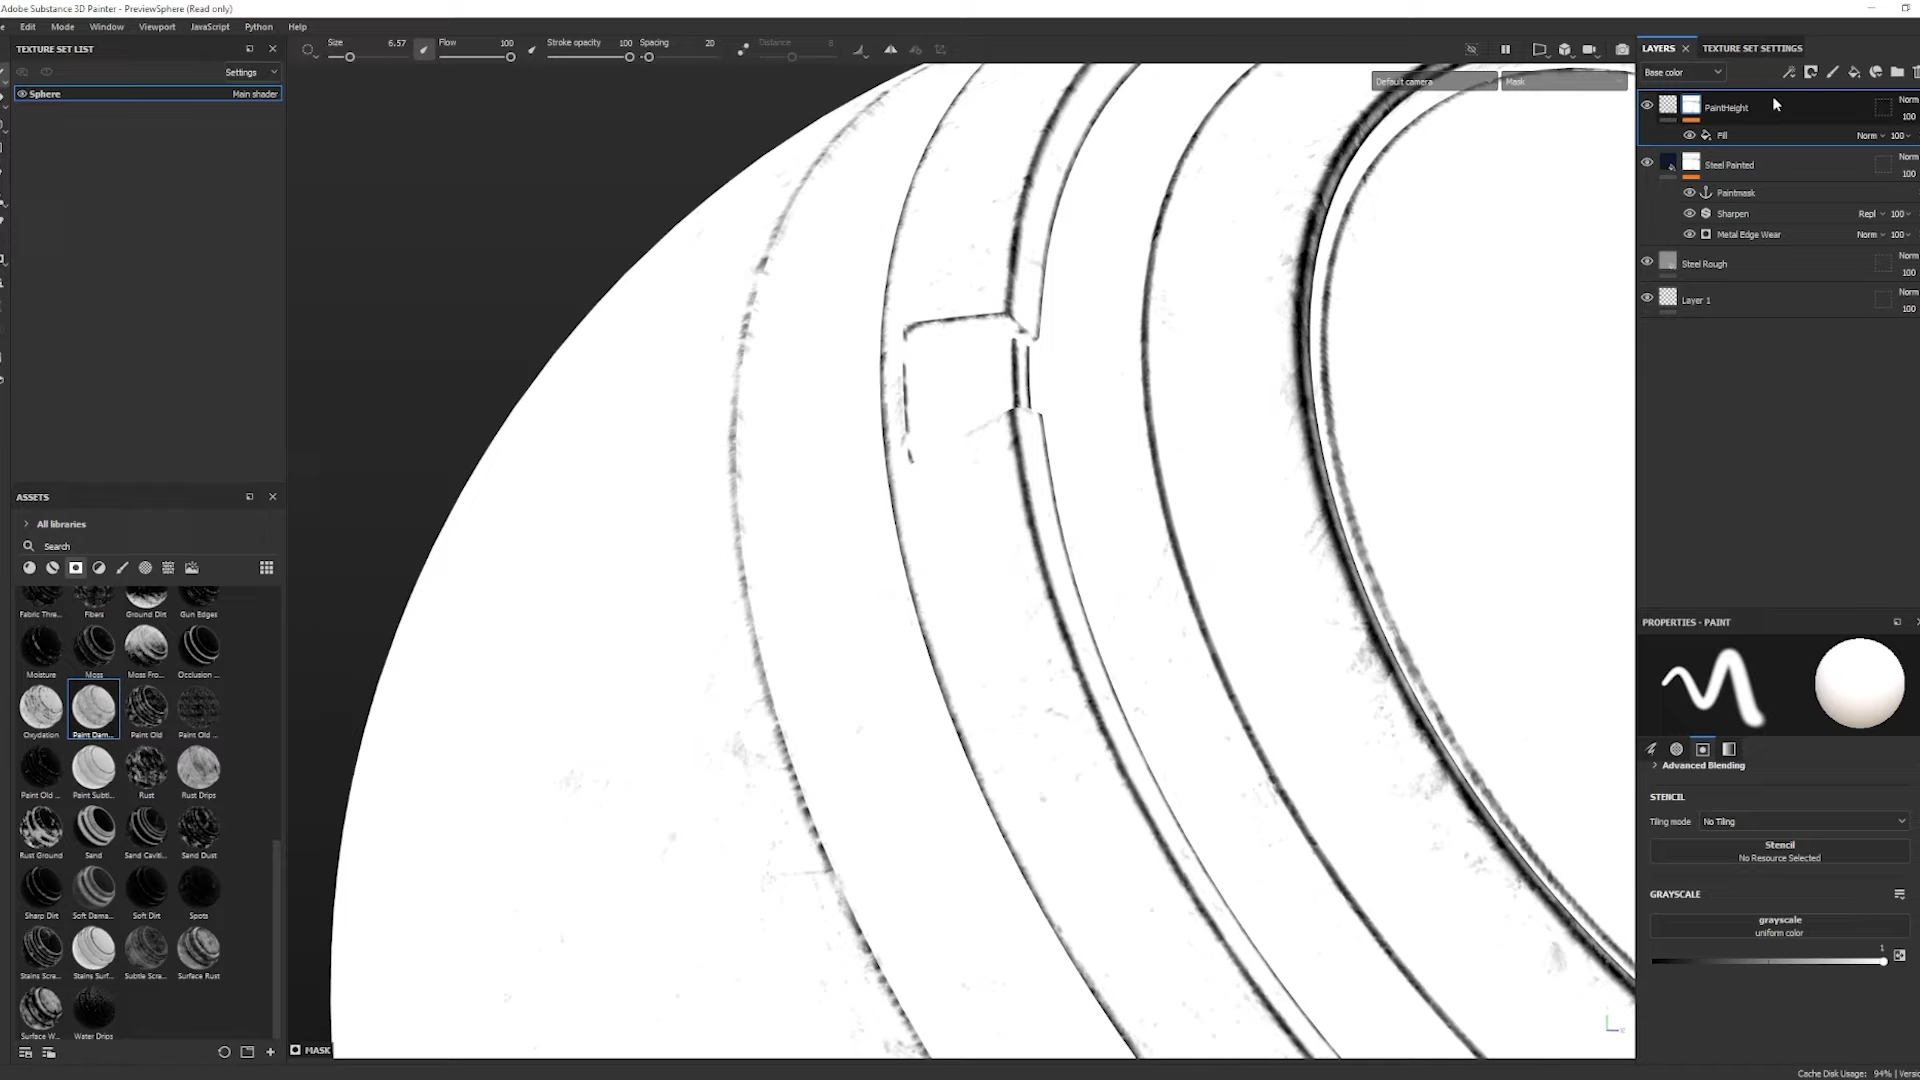 Adobe Substance 3D Painter - PreviewSphere (Read only)
e Edit Mode Window Viewport JavaScript Python Help
TEXTURE SET LIST
Settings
Sphere Main shader
Size 6.57 Flow 100 Stroke opacity 100 Spacing 20 Distance 8
Default camera Mask
LAYERS TEXTURE SET SETTINGS
Base color
PaintHeight Norm 100
Fill Norm 100
Steel Painted Norm 100
Paintmask
Sharpen Repl 100
Metal Edge Wear Norm 100
Steel Rough Norm 100
Layer 1 Norm 100
ASSETS
All libraries
Search
Fabric Thre... Fibers Ground Dirt Gun Edges
Moisture Moss Moss Fro... Occlusion ...
Oxydation Paint Dam... Paint Old Paint Old ...
Paint Old ... Paint Subtl... Rust Rust Drips
Rust Ground Sand Sand Caviti... Sand Dust
Sharp Dirt Soft Dama... Soft Dirt Spots
Stains Scra... Stains Surf... Subtle Scra... Surface Rust
Surface W... Water Drips
MASK
PROPERTIES - PAINT
Advanced Blending
STENCIL
Tiling mode No Tiling
Stencil
No Resource Selected
GRAYSCALE
grayscale
uniform color
1
Cache Disk Usage: 94% | Versio